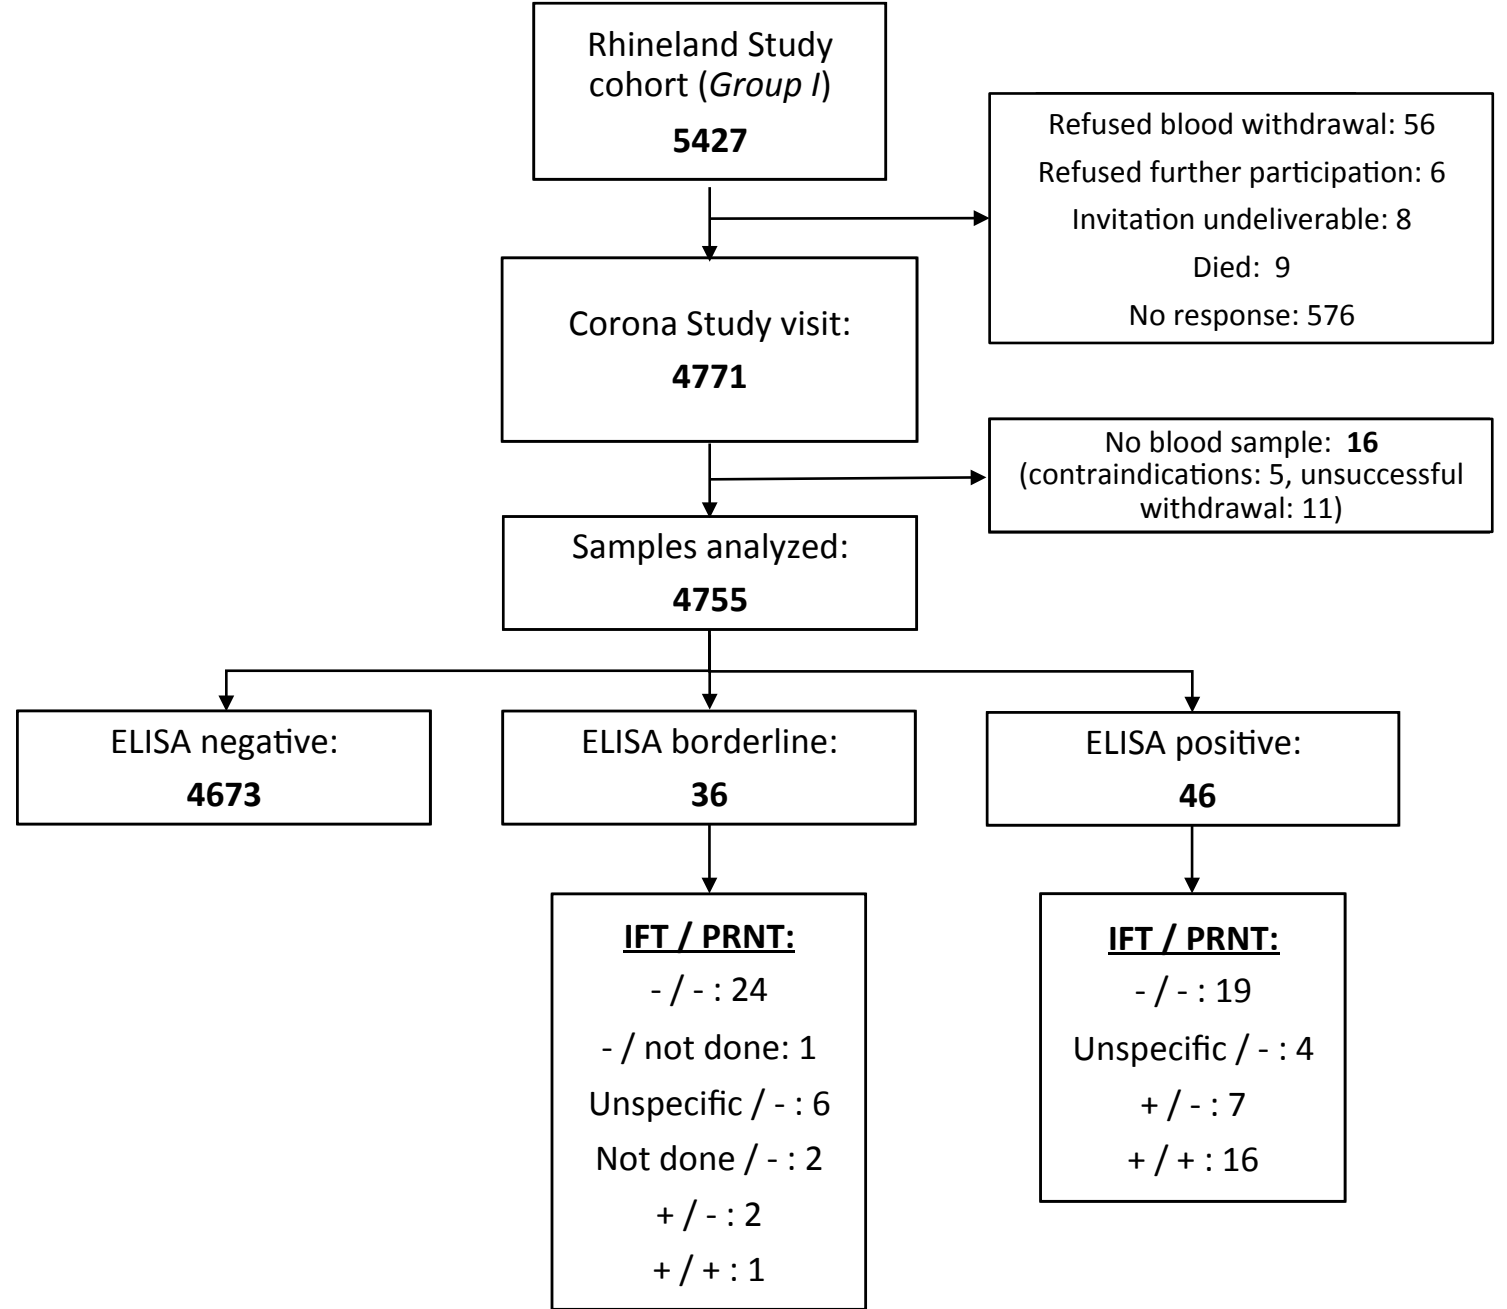 Rhineland Study
cohort (Group I)
5427
Refused blood withdrawal: 56
Refused further participation: 6
Invitation undeliverable: 8
Died: 9
No response: 576
Corona Study visit:
4771
No blood sample: 16
(contraindications: 5, unsuccessful
withdrawal: 11)
Samples analyzed:
4755
ELISA negative:
4673
ELISA borderline:
36
ELISA positive:
46
IFT / PRNT:
- / - : 24
- / not done: 1
Unspecific / - : 6
Not done / - : 2
+ / - : 2
+ / + : 1
IFT / PRNT:
- / - : 19
Unspecific / - : 4
+ / - : 7
+ / + : 16